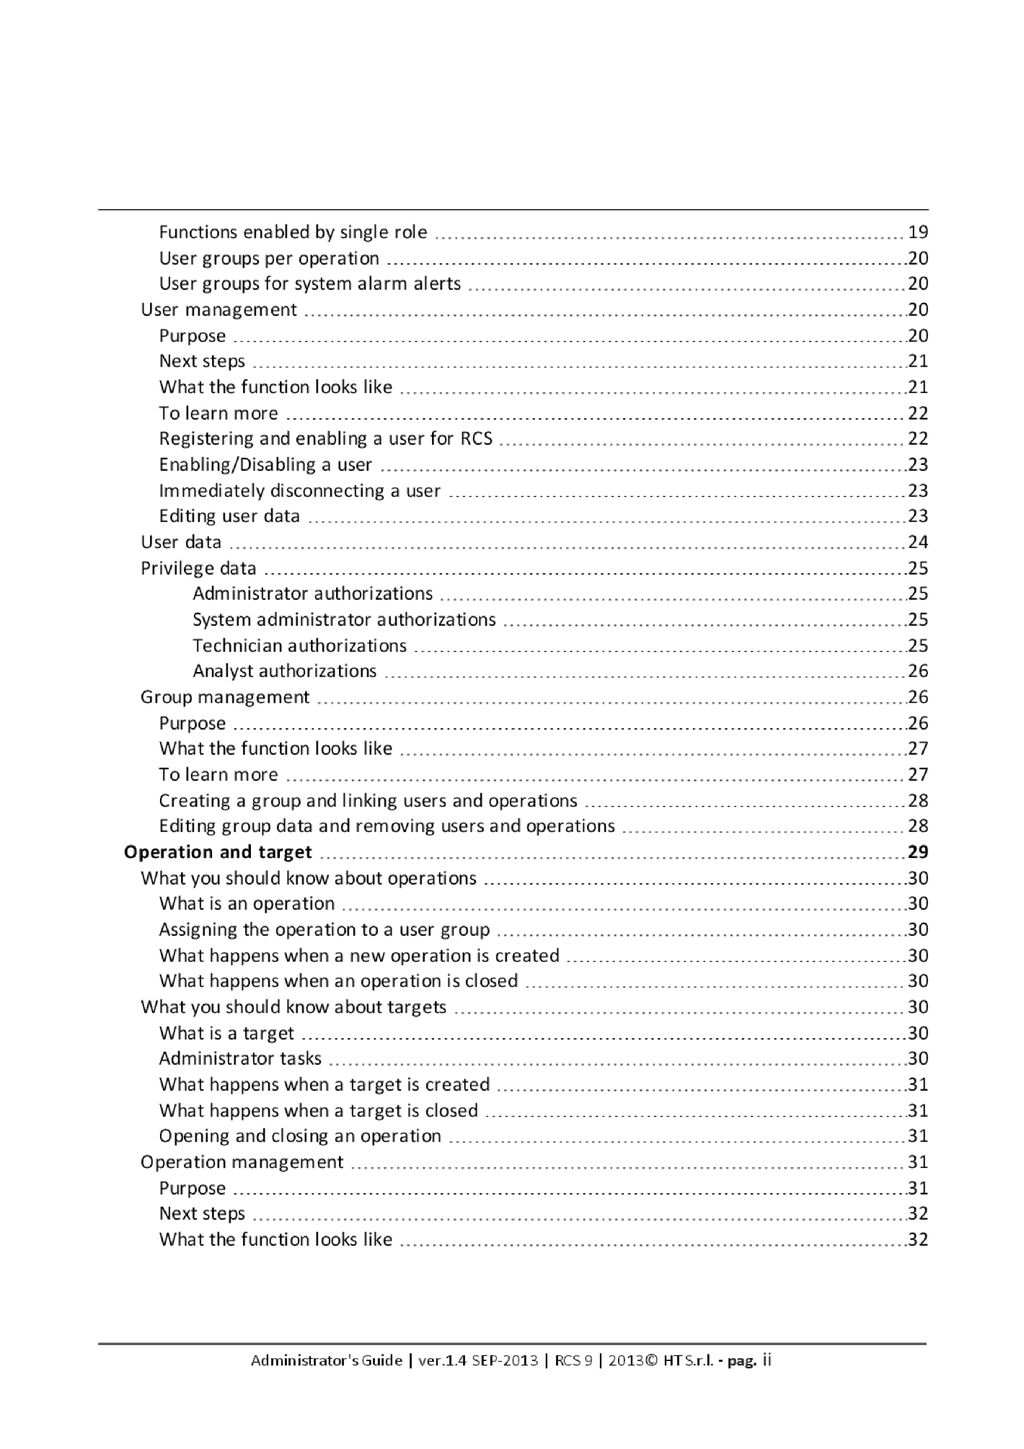 Functions enabled by single role 19
User groups per operation 20
User groups for system alarm alerts 20
User management 20
Purpose 20
Next steps 21
What the function looks like 21
To learn more 22
Registering and enabling a user for RCS 22
Enabling/Disabling a user 23
Immediately disconnecting a user 23
Editing user data 23
User data 24
Privilege data 25
Administrator authorizations 25
System administrator authorizations 25
Technician authorizations 25
Analyst authorizations 26
Group management 26
Purpose 26
What the function looks like 27
To learn more 27
Creating a group and linking users and operations 28
Editing group data and removing users and operations 28
Operation and target 29
What you should know about operations 30
What is an operation 30
Assigning the operation to a user group 30
What happens when a new operation is created 30
What happens when an operation is closed 30
What you should know about targets 30
What is a target 30
Administrator tasks 30
What happens when a target is created 31
What happens when a target is closed 31
Opening and closing an operation 31
Operation management 31
Purpose 31
Next steps 32
What the function looks like 32
Administrator's Guide | ver.1.4 SEP-2013 | RCS 9 | 2013© HT S.r.l. - pag. ii